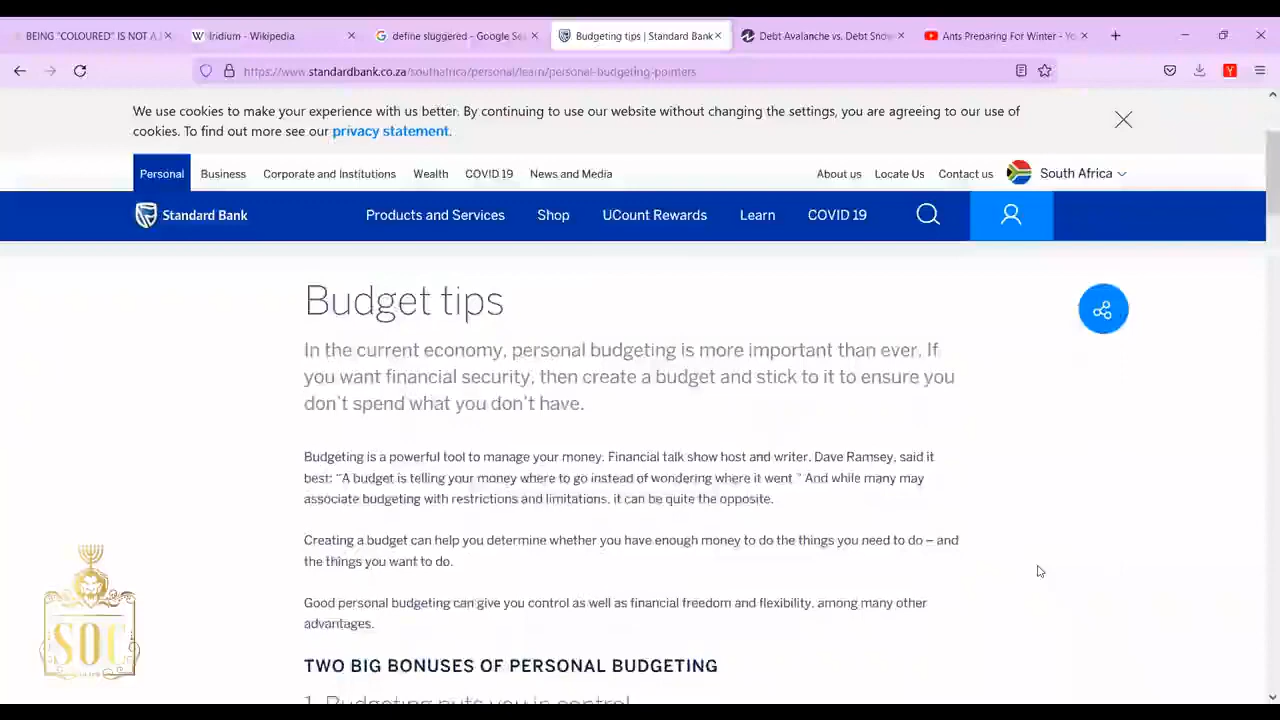 BEING "COLOURED" IS NOT A
Iridium - Wikipedia
define sluggered - Google Se
Budgeting tips | Standard Bank
Debt Avalanche vs. Debt Snow
Ants Preparing For Winter - Yo
https://www.standardbank.co.za/southafrica/personal/learn/personal-budgeting-pointers
We use cookies to make your experience with us better. By continuing to use our website without changing the settings, you are agreeing to our use of
cookies. To find out more see our privacy statement.
Personal Business Corporate and Institutions Wealth COVID 19 News and Media About us Locate Us Contact us South Africa
Standard Bank Products and Services Shop UCount Rewards Learn COVID 19
Budget tips
In the current economy, personal budgeting is more important than ever. If
you want financial security, then create a budget and stick to it to ensure you
don't spend what you don't have.
Budgeting is a powerful tool to manage your money. Financial talk show host and writer, Dave Ramsey, said it
best: "A budget is telling your money where to go instead of wondering where it went." And while many may
associate budgeting with restrictions and limitations, it can be quite the opposite.
Creating a budget can help you determine whether you have enough money to do the things you need to do – and
the things you want to do.
Good personal budgeting can give you control as well as financial freedom and flexibility, among many other
advantages.
SOC
TWO BIG BONUSES OF PERSONAL BUDGETING
1. Budgeting puts you in control